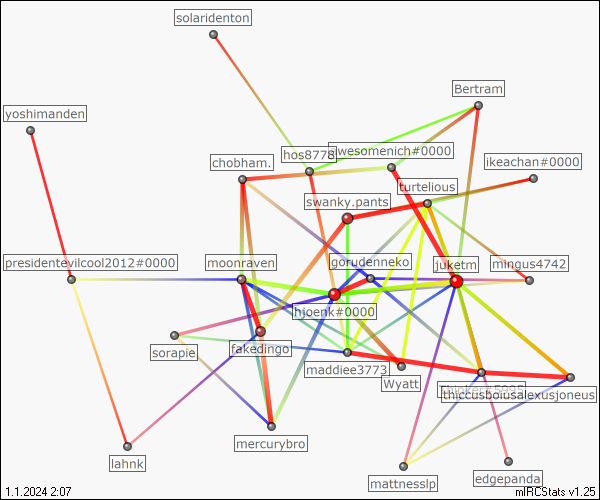 solaridenton
Bertram
yoshimanden
hos8778
awesomenich#0000
chobham.
ikeachan#0000
turtelious
swanky.pants
presidentevilcool2012#0000
moonraven
gorudenneko
juketm
mingus4742
hjoenk#0000
sorapie
fakedingo
maddiee3773
Wyatt
thiccusboiusalexusjoneus
mercurybro
lahnk
mattnesslp
edgepanda
1.1.2024 2:07
mIRCStats v1.25